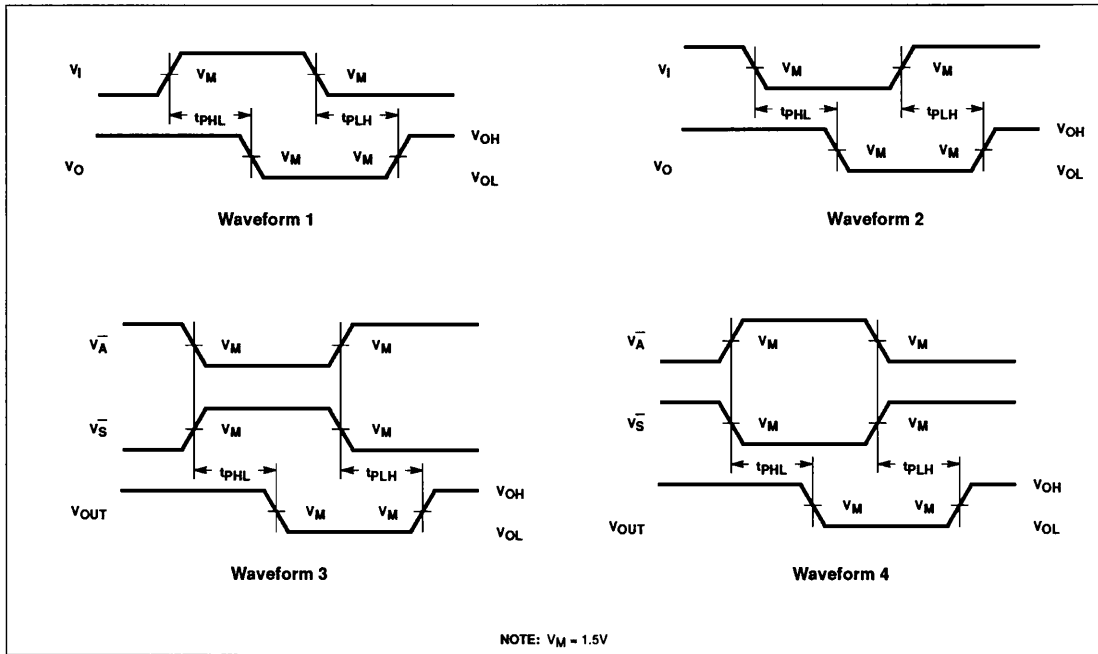 VI VM VM
tPHL tPLH
VO VM VM VOH
VOL
Waveform 1
VI VM VM
tPHL tPLH
VO VM VM VOH
VOL
Waveform 2
VA̅ VM VM
VS̅ VM VM
tPHL tPLH
VOUT VM VM VOH
VOL
Waveform 3
VA̅ VM VM
VS̅ VM VM
tPHL tPLH
VOUT VM VM VOH
VOL
Waveform 4
NOTE: VM = 1.5V